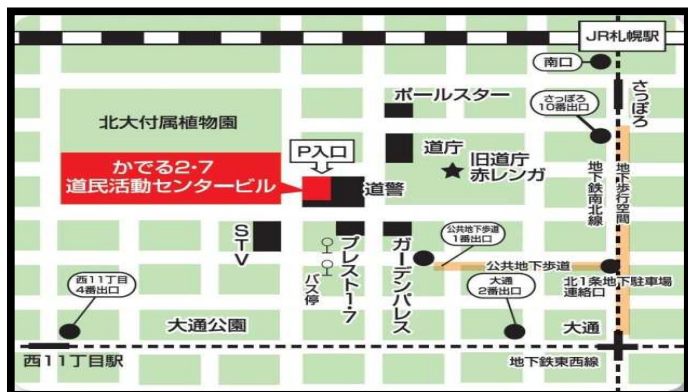 JR札幌駅
南口
さっぽろ
ポールスター
さっぽろ
10番出口
北大付属植物園
P入口
道庁
旧道庁
赤レンガ
かでる2・7
道民活動センタービル
道警
地下鉄南北線
地下歩行空間
STV
バス停
プレスト1・7
ガーデンパレス
公共地下歩道
1番出口
公共地下歩道
北1条地下駐車場
連絡口
西11丁目
4番出口
大通
2番出口
大通公園
大通
西11丁目駅
地下鉄東西線